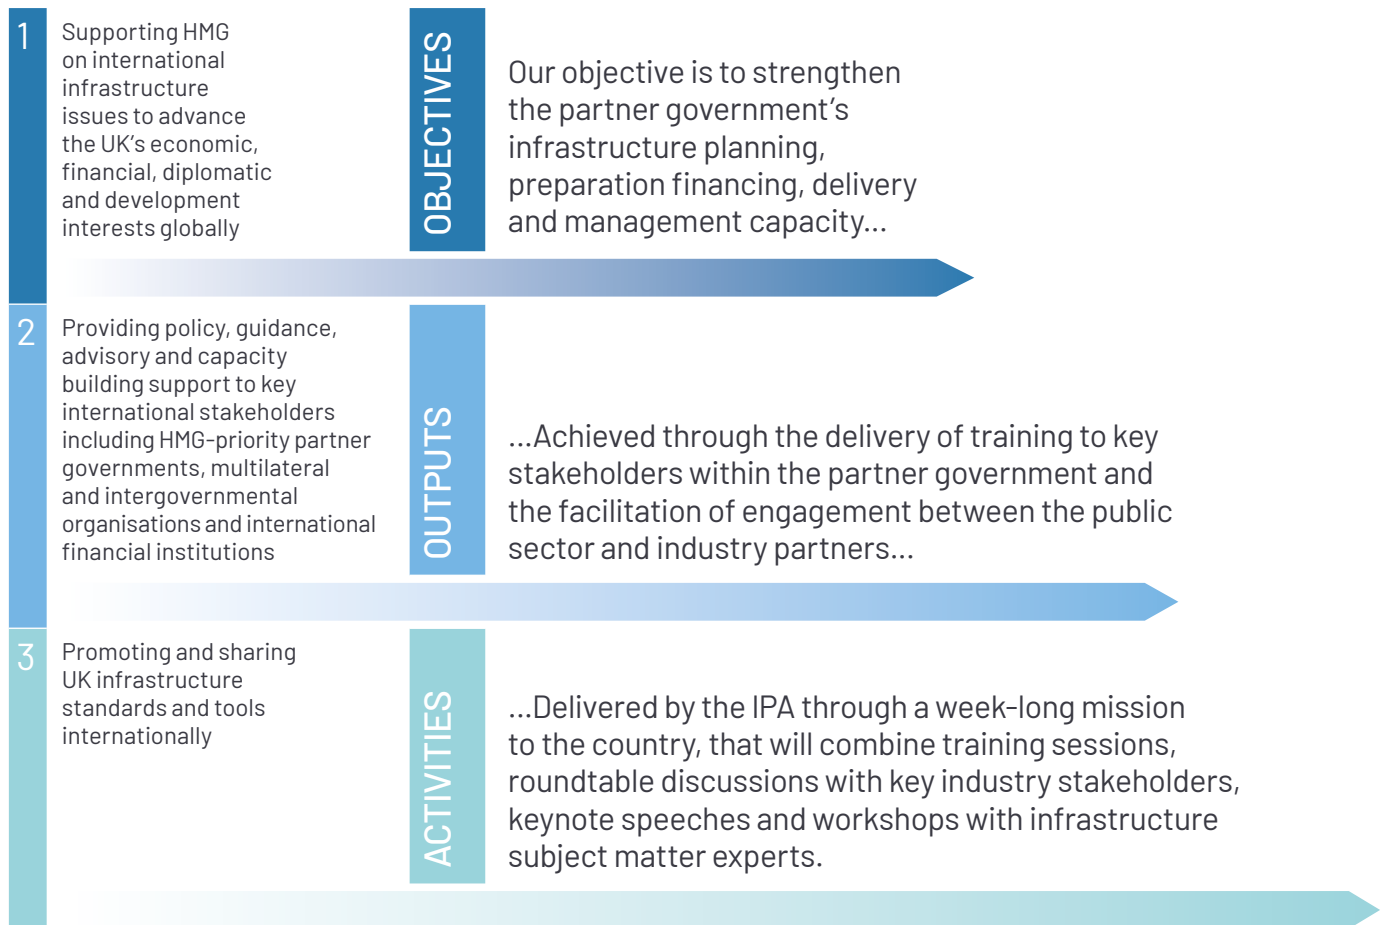 1
Supporting HMG
on international
infrastructure
issues to advance
the UK's economic,
financial, diplomatic
and development
interests globally
OBJECTIVES
Our objective is to strengthen
the partner government's
infrastructure planning,
preparation financing, delivery
and management capacity...
2
Providing policy, guidance,
advisory and capacity
building support to key
international stakeholders
including HMG-priority partner
governments, multilateral
and intergovernmental
organisations and international
financial institutions
OUTPUTS
...Achieved through the delivery of training to key
stakeholders within the partner government and
the facilitation of engagement between the public
sector and industry partners...
3
Promoting and sharing
UK infrastructure
standards and tools
internationally
ACTIVITIES
...Delivered by the IPA through a week-long mission
to the country, that will combine training sessions,
roundtable discussions with key industry stakeholders,
keynote speeches and workshops with infrastructure
subject matter experts.